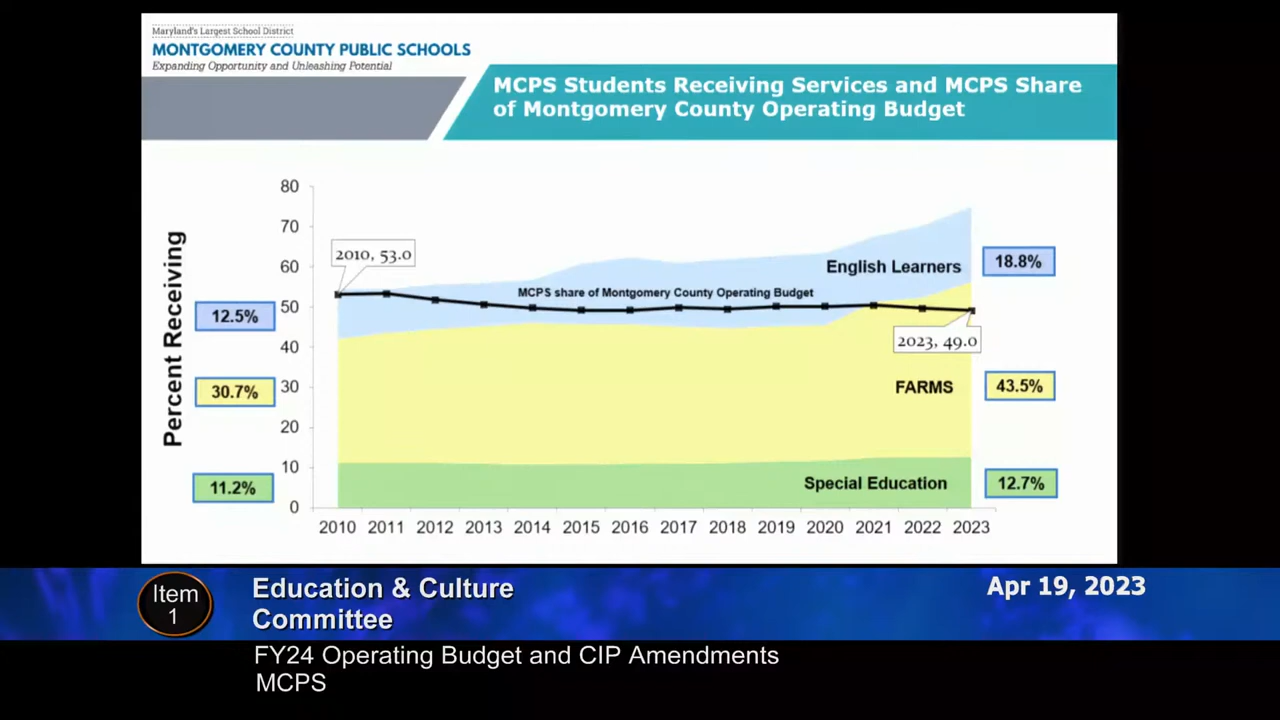 Maryland's Largest School District
MONTGOMERY COUNTY PUBLIC SCHOOLS
Expanding Opportunity and Unleashing Potential
MCPS Students Receiving Services and MCPS Share
of Montgomery County Operating Budget
Percent Receiving
80
70
60
50
40
30
20
10
0
12.5%
30.7%
11.2%
2010, 53.0
MCPS share of Montgomery County Operating Budget
English Learners
2023, 49.0
FARMS
Special Education
18.8%
43.5%
12.7%
2010 2011 2012 2013 2014 2015 2016 2017 2018 2019 2020 2021 2022 2023
Item
1
Education & Culture
Committee
Apr 19, 2023
FY24 Operating Budget and CIP Amendments
MCPS